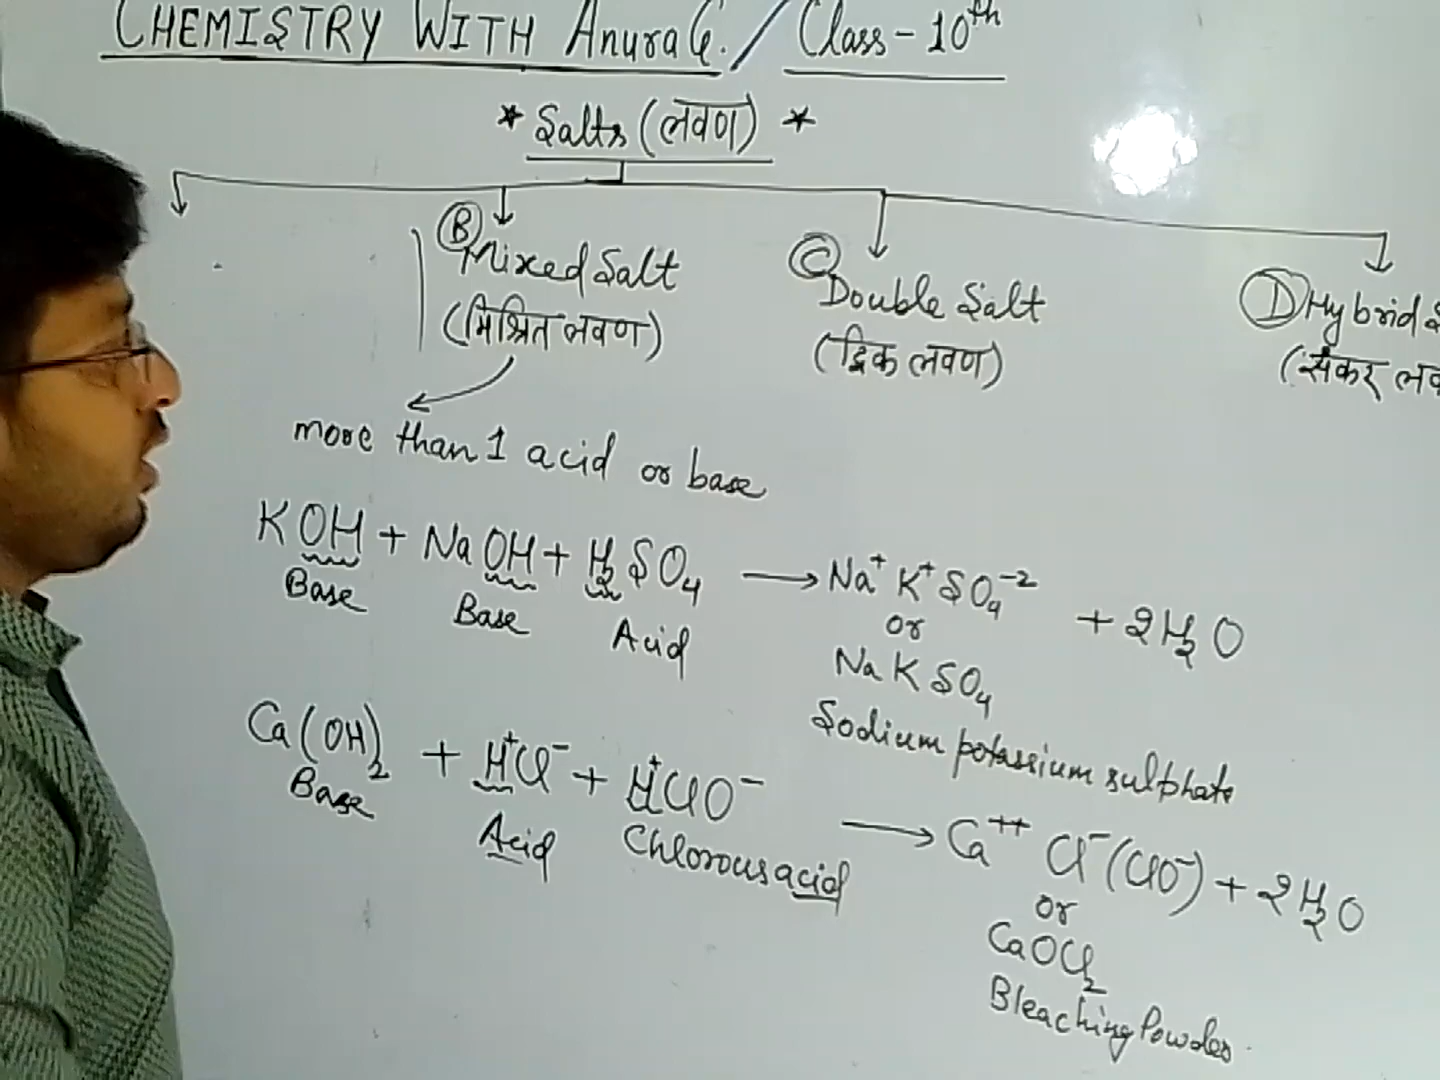 CHEMISTRY WITH AnuraG. / Class - 10th
* Salts (लवण) *
(B) Mixed Salt
(मिश्रित लवण)
(C) Double Salt
(द्विक लवण)
(D) Hybrid
(संकर
more than 1 acid or base
KOH + NaOH + H2SO4 → Na+ K+ SO4-2 + 2H2O
Base Base Acid
or
NaKSO4
Sodium potassium sulphate
Ca(OH)2 + H+Cl- + H+ClO- → Ca++ Cl-(ClO-) + 2H2O
Base Acid Chlorous acid
or
CaOCl2
Bleaching Powder